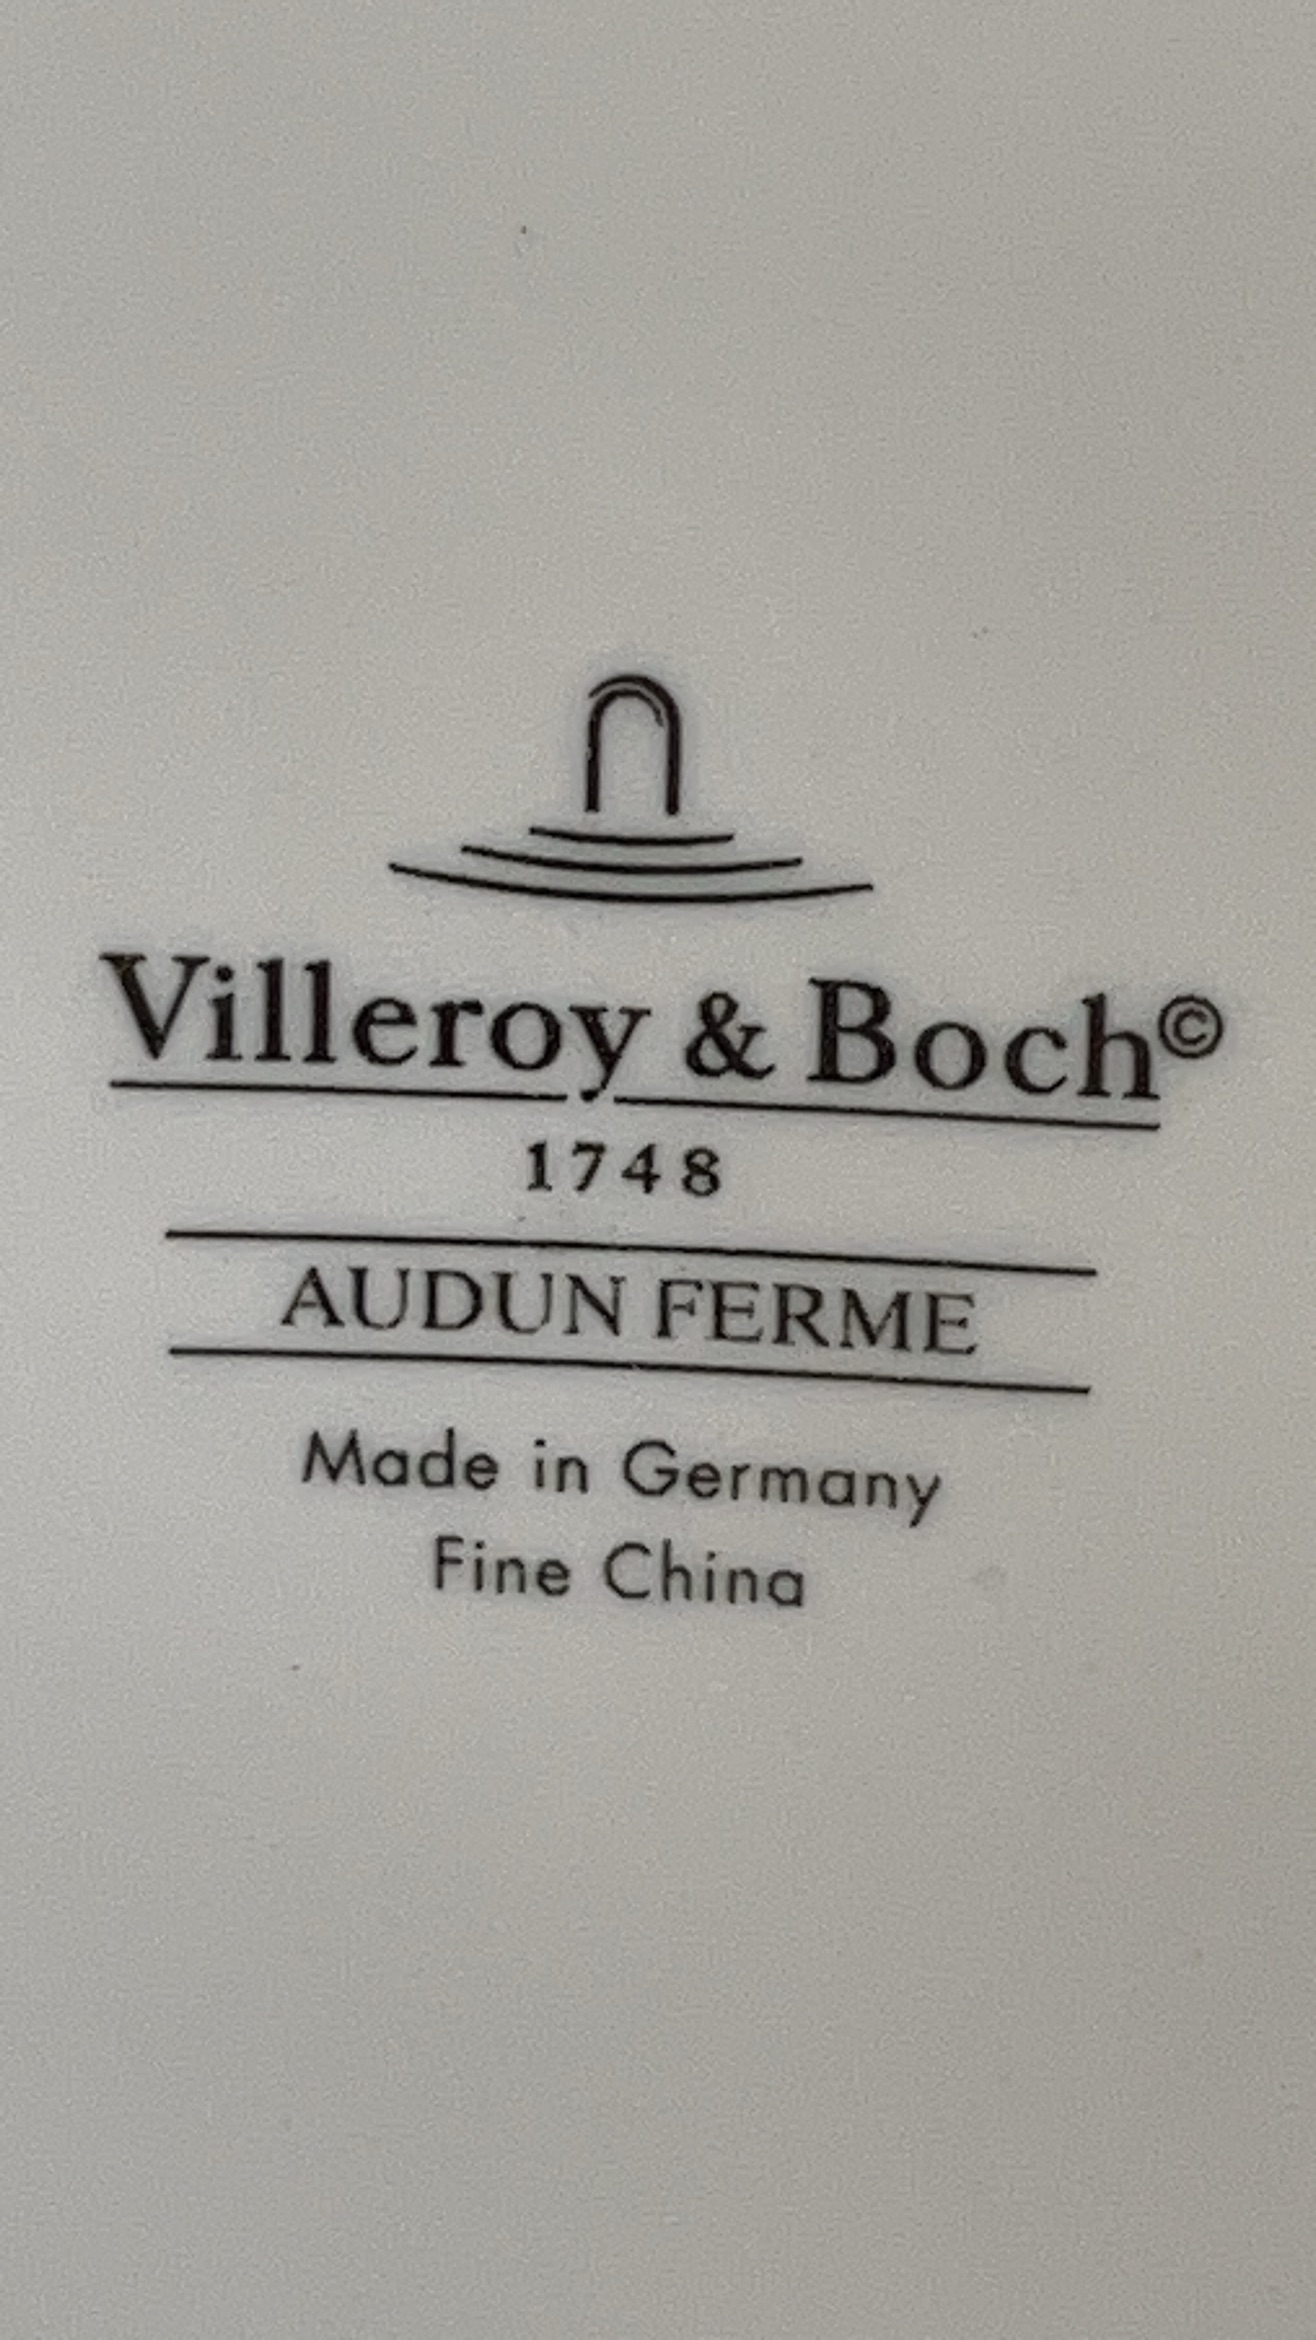 Villeroy & Boch©
1748
AUDUN FERME
Made in Germany
Fine China